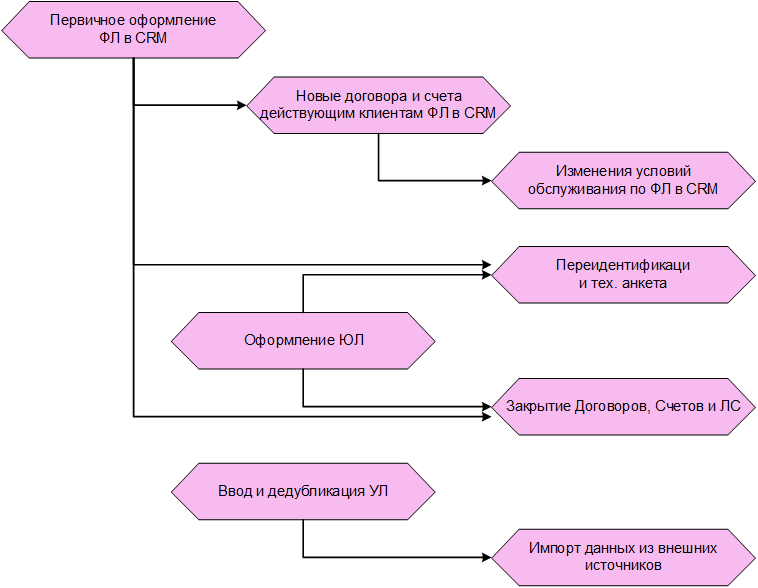 Первичное оформление
ФЛ в CRM
Новые договора и счета
действующим клиентам ФЛ в CRM
Изменения условий
обслуживания по ФЛ в CRM
Переидентификаци
и тех. анкета
Оформление ЮЛ
Закрытие Договоров, Счетов и ЛС
Ввод и дедубликация УЛ
Импорт данных из внешних
источников